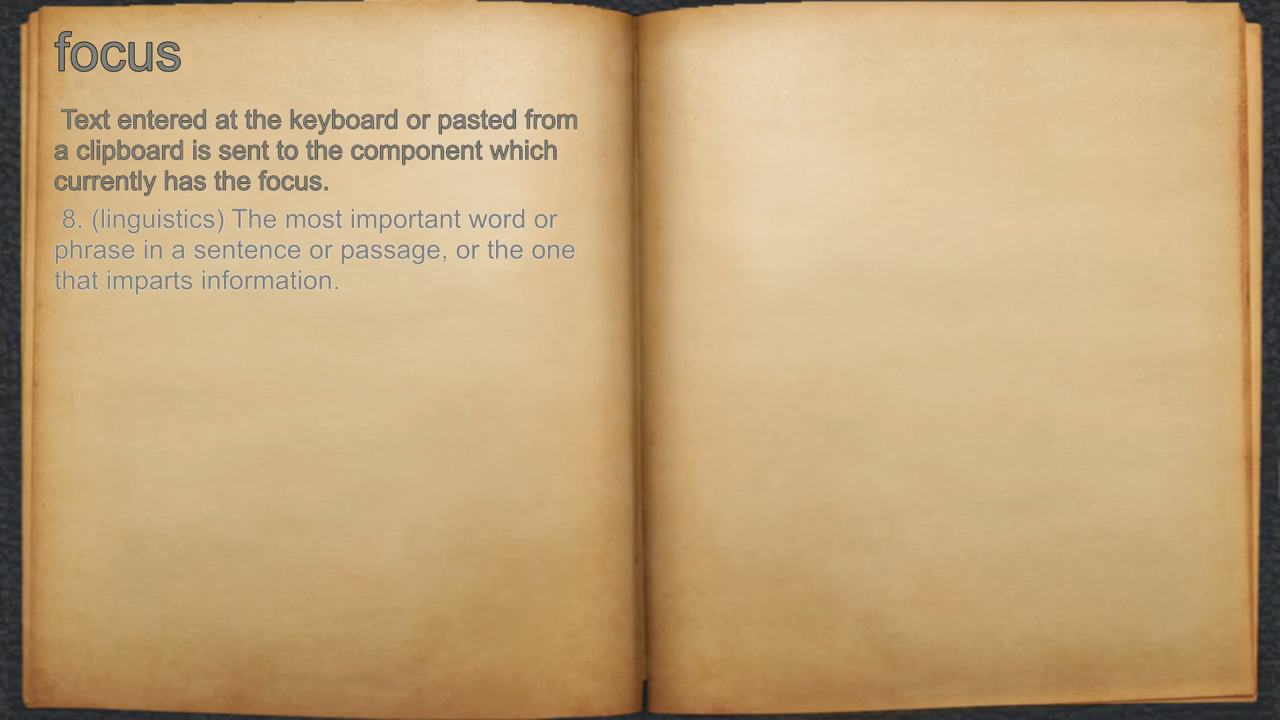 focus
Text entered at the keyboard or pasted from
a clipboard is sent to the component which
currently has the focus.
8. (linguistics) The most important word or
phrase in a sentence or passage, or the one
that imparts information.